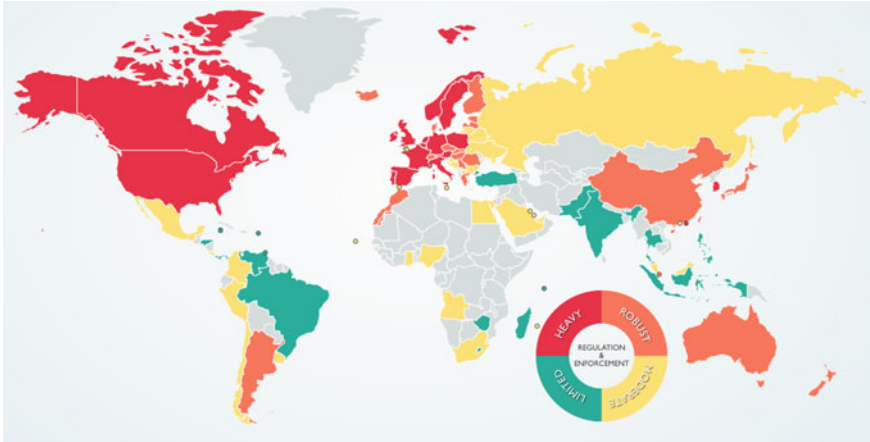 HEAVY
ROBUST
REGULATION
&
ENFORCEMENT
LIMITED
MODERATE